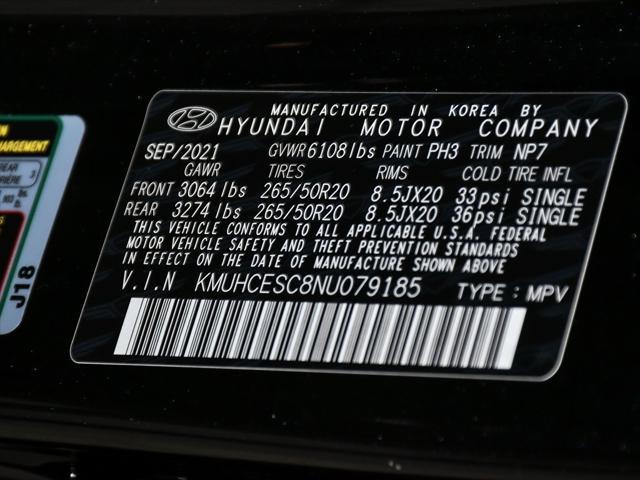 MANUFACTURED IN KOREA BY
HYUNDAI MOTOR COMPANY
SEP/2021 GVWR 6108 lbs PAINT PH3 TRIM NP7
GAWR TIRES RIMS COLD TIRE INFL
FRONT 3064 lbs 265/50R20 8.5JX20 33psi SINGLE
REAR 3274 lbs 265/50R20 8.5JX20 36psi SINGLE
THIS VEHICLE CONFORMS TO ALL APPLICABLE U.S.A. FEDERAL
MOTOR VEHICLE SAFETY AND THEFT PREVENTION STANDARDS
IN EFFECT ON THE DATE OF MANUFACTURE SHOWN ABOVE
V.I.N KMUHCESC8NU079185 TYPE : MPV
J18